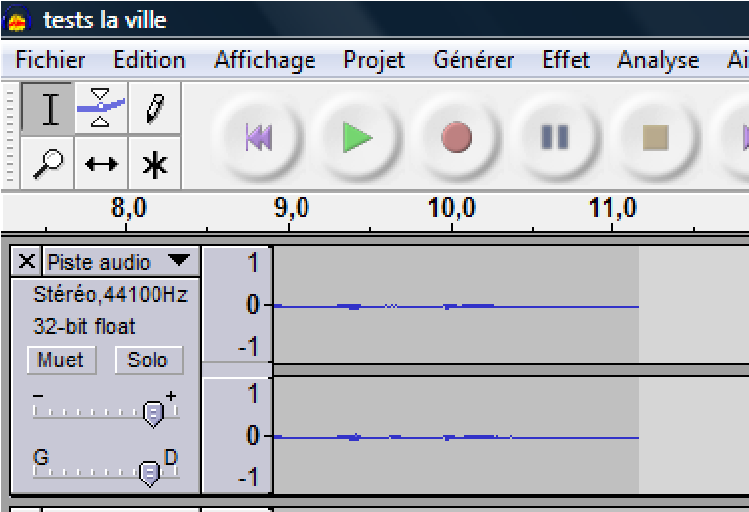 tests la ville
Fichier Edition Affichage Projet Générer Effet Analyse Ai
8,0 9,0 10,0 11,0
Piste audio
Stéréo,44100Hz
32-bit float
Muet Solo
- +
G D
1
0
-1
1
0
-1